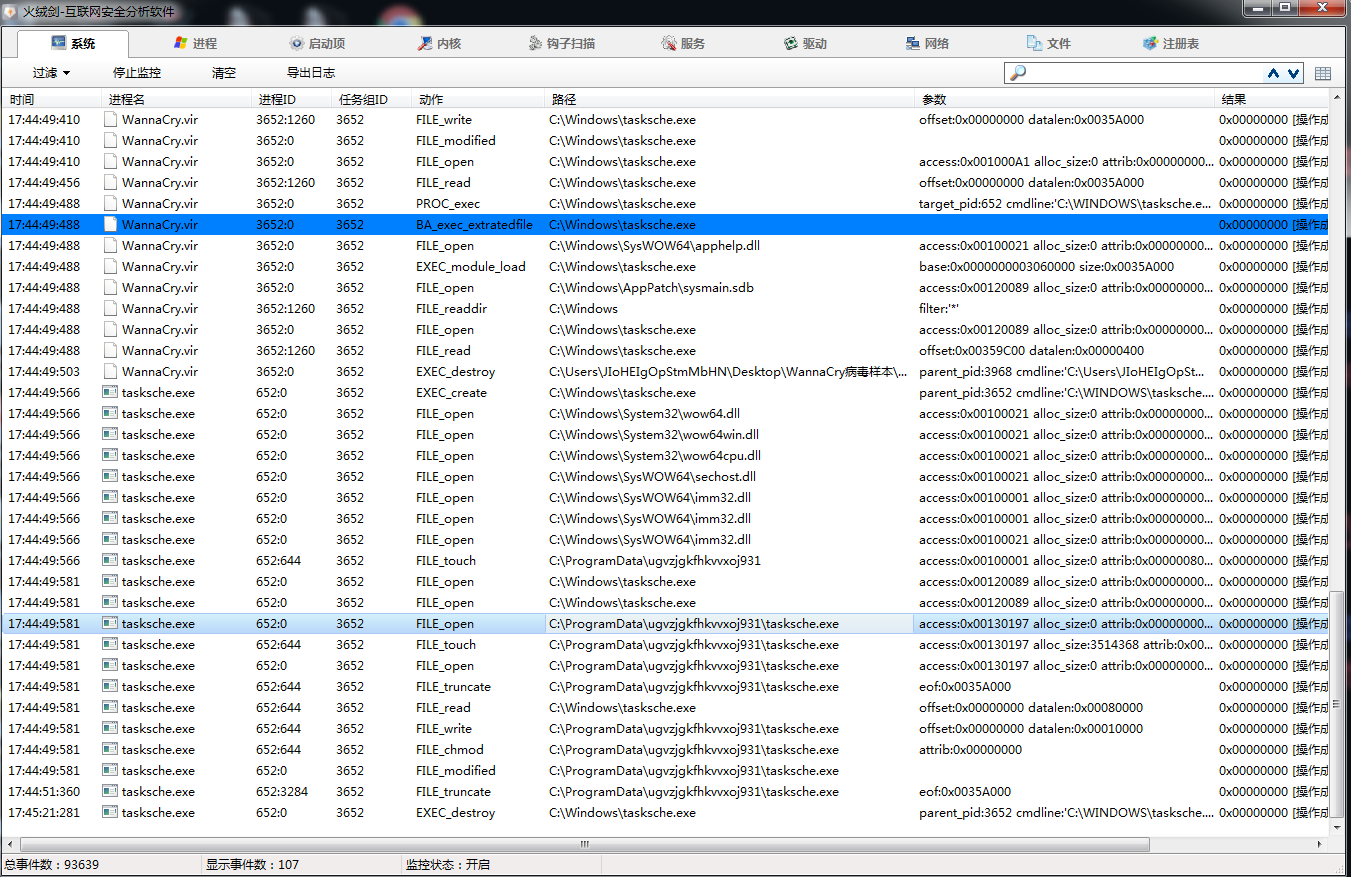 火绒剑-互联网安全分析软件
系统 进程 启动项 内核 钩子扫描 服务 驱动 网络 文件 注册表
过滤 停止监控 清空 导出日志
时间 进程名 进程ID 任务组ID 动作 路径 参数 结果
17:44:49:410 WannaCry.vir 3652:1260 3652 FILE_write C:\Windows\tasksche.exe offset:0x00000000 datalen:0x0035A000 0x00000000 [操作成
17:44:49:410 WannaCry.vir 3652:0 3652 FILE_modified C:\Windows\tasksche.exe 0x00000000 [操作成
17:44:49:410 WannaCry.vir 3652:0 3652 FILE_open C:\Windows\tasksche.exe access:0x001000A1 alloc_size:0 attrib:0x00000000... 0x00000000 [操作成
17:44:49:456 WannaCry.vir 3652:1260 3652 FILE_read C:\Windows\tasksche.exe offset:0x00000000 datalen:0x0035A000 0x00000000 [操作成
17:44:49:488 WannaCry.vir 3652:0 3652 PROC_exec C:\Windows\tasksche.exe target_pid:652 cmdline:'C:\WINDOWS\tasksche.e... 0x00000000 [操作成
17:44:49:488 WannaCry.vir 3652:0 3652 BA_exec_extratedfile C:\Windows\tasksche.exe 0x00000000 [操作成
17:44:49:488 WannaCry.vir 3652:0 3652 FILE_open C:\Windows\SysWOW64\apphelp.dll access:0x00100021 alloc_size:0 attrib:0x00000000... 0x00000000 [操作成
17:44:49:488 WannaCry.vir 3652:0 3652 EXEC_module_load C:\Windows\tasksche.exe base:0x0000000003060000 size:0x0035A000 0x00000000 [操作成
17:44:49:488 WannaCry.vir 3652:0 3652 FILE_open C:\Windows\AppPatch\sysmain.sdb access:0x00120089 alloc_size:0 attrib:0x00000000... 0x00000000 [操作成
17:44:49:488 WannaCry.vir 3652:1260 3652 FILE_readdir C:\Windows filter:'*' 0x00000000 [操作成
17:44:49:488 WannaCry.vir 3652:0 3652 FILE_open C:\Windows\tasksche.exe access:0x00120089 alloc_size:0 attrib:0x00000000... 0x00000000 [操作成
17:44:49:488 WannaCry.vir 3652:1260 3652 FILE_read C:\Windows\tasksche.exe offset:0x00359C00 datalen:0x00000400 0x00000000 [操作成
17:44:49:503 WannaCry.vir 3652:0 3652 EXEC_destroy C:\Users\JIoHEIgOpStmMbHN\Desktop\WannaCry病毒样本\... parent_pid:3968 cmdline:'C:\Users\JIoHEIgOpSt... 0x00000000 [操作成
17:44:49:566 tasksche.exe 652:0 3652 EXEC_create C:\Windows\tasksche.exe parent_pid:3652 cmdline:'C:\WINDOWS\tasksche.... 0x00000000 [操作成
17:44:49:566 tasksche.exe 652:0 3652 FILE_open C:\Windows\System32\wow64.dll access:0x00100021 alloc_size:0 attrib:0x00000000... 0x00000000 [操作成
17:44:49:566 tasksche.exe 652:0 3652 FILE_open C:\Windows\System32\wow64win.dll access:0x00100021 alloc_size:0 attrib:0x00000000... 0x00000000 [操作成
17:44:49:566 tasksche.exe 652:0 3652 FILE_open C:\Windows\System32\wow64cpu.dll access:0x00100021 alloc_size:0 attrib:0x00000000... 0x00000000 [操作成
17:44:49:566 tasksche.exe 652:0 3652 FILE_open C:\Windows\SysWOW64\sechost.dll access:0x00100021 alloc_size:0 attrib:0x00000000... 0x00000000 [操作成
17:44:49:566 tasksche.exe 652:0 3652 FILE_open C:\Windows\SysWOW64\imm32.dll access:0x00100001 alloc_size:0 attrib:0x00000000... 0x00000000 [操作成
17:44:49:566 tasksche.exe 652:0 3652 FILE_open C:\Windows\SysWOW64\imm32.dll access:0x00100001 alloc_size:0 attrib:0x00000000... 0x00000000 [操作成
17:44:49:566 tasksche.exe 652:0 3652 FILE_open C:\Windows\SysWOW64\imm32.dll access:0x00100021 alloc_size:0 attrib:0x00000000... 0x00000000 [操作成
17:44:49:566 tasksche.exe 652:644 3652 FILE_touch C:\ProgramData\ugvzjgkfhkvvxoj931 access:0x00100001 alloc_size:0 attrib:0x00000080... 0x00000000 [操作成
17:44:49:581 tasksche.exe 652:0 3652 FILE_open C:\Windows\tasksche.exe access:0x00120089 alloc_size:0 attrib:0x00000000... 0x00000000 [操作成
17:44:49:581 tasksche.exe 652:0 3652 FILE_open C:\Windows\tasksche.exe access:0x00120089 alloc_size:0 attrib:0x00000000... 0x00000000 [操作成
17:44:49:581 tasksche.exe 652:0 3652 FILE_open C:\ProgramData\ugvzjgkfhkvvxoj931\tasksche.exe access:0x00130197 alloc_size:0 attrib:0x00000000... 0x00000000 [操作成
17:44:49:581 tasksche.exe 652:644 3652 FILE_touch C:\ProgramData\ugvzjgkfhkvvxoj931\tasksche.exe access:0x00130197 alloc_size:3514368 attrib:0x00... 0x00000000 [操作成
17:44:49:581 tasksche.exe 652:0 3652 FILE_open C:\ProgramData\ugvzjgkfhkvvxoj931\tasksche.exe access:0x00130197 alloc_size:0 attrib:0x00000000... 0x00000000 [操作成
17:44:49:581 tasksche.exe 652:644 3652 FILE_truncate C:\ProgramData\ugvzjgkfhkvvxoj931\tasksche.exe eof:0x0035A000 0x00000000 [操作成
17:44:49:581 tasksche.exe 652:644 3652 FILE_read C:\Windows\tasksche.exe offset:0x00000000 datalen:0x00080000 0x00000000 [操作成
17:44:49:581 tasksche.exe 652:644 3652 FILE_write C:\ProgramData\ugvzjgkfhkvvxoj931\tasksche.exe offset:0x00000000 datalen:0x00010000 0x00000000 [操作成
17:44:49:581 tasksche.exe 652:644 3652 FILE_chmod C:\ProgramData\ugvzjgkfhkvvxoj931\tasksche.exe attrib:0x00000000 0x00000000 [操作成
17:44:49:581 tasksche.exe 652:0 3652 FILE_modified C:\ProgramData\ugvzjgkfhkvvxoj931\tasksche.exe 0x00000000 [操作成
17:44:51:360 tasksche.exe 652:3284 3652 FILE_truncate C:\ProgramData\ugvzjgkfhkvvxoj931\tasksche.exe eof:0x0035A000 0x00000000 [操作成
17:45:21:281 tasksche.exe 652:0 3652 EXEC_destroy C:\Windows\tasksche.exe parent_pid:3652 cmdline:'C:\WINDOWS\tasksche.... 0x00000000 [操作成
总事件数：93639 显示事件数：107 监控状态：开启